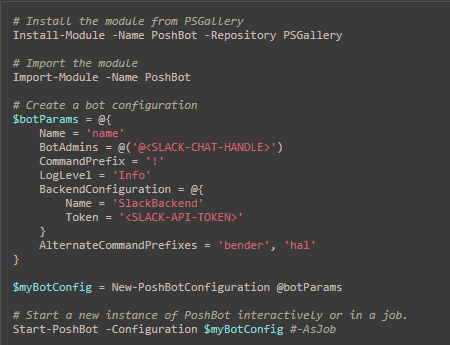 # Install the module from PSGallery
Install-Module -Name PoshBot -Repository PSGallery

# Import the module
Import-Module -Name PoshBot

# Create a bot configuration
$botParams = @{
    Name = 'name'
    BotAdmins = @('@<SLACK-CHAT-HANDLE>')
    CommandPrefix = '!'
    LogLevel = 'Info'
    BackendConfiguration = @{
        Name = 'SlackBackend'
        Token = '<SLACK-API-TOKEN>'
    }
    AlternateCommandPrefixes = 'bender', 'hal'
}

$myBotConfig = New-PoshBotConfiguration @botParams

# Start a new instance of PoshBot interactively or in a job.
Start-PoshBot -Configuration $myBotConfig #-AsJob